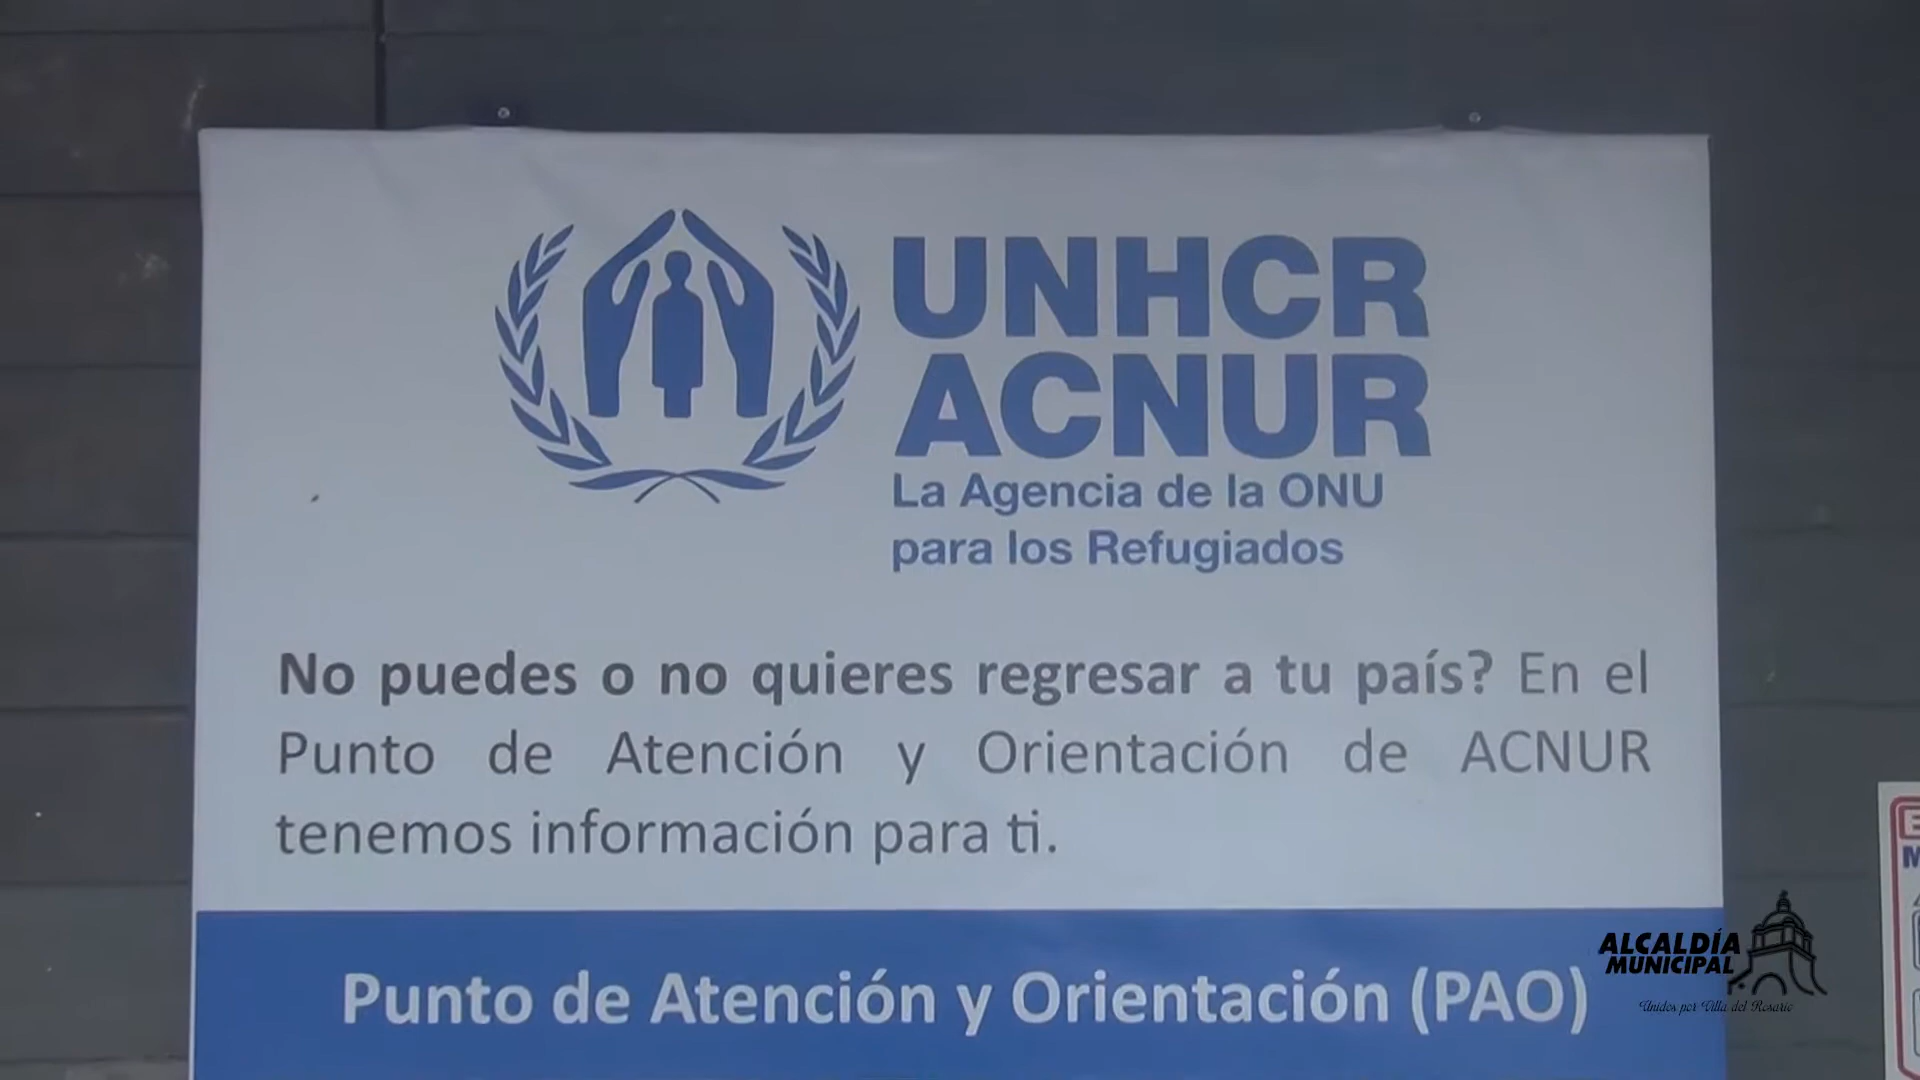 UNHCR
ACNUR
La Agencia de la ONU
para los Refugiados
No puedes o no quieres regresar a tu país? En el
Punto de Atención y Orientación de ACNUR
tenemos información para ti.
Punto de Atención y Orientación (PAO)
ALCALDÍA
MUNICIPAL
Unidos por Villa del Rosario